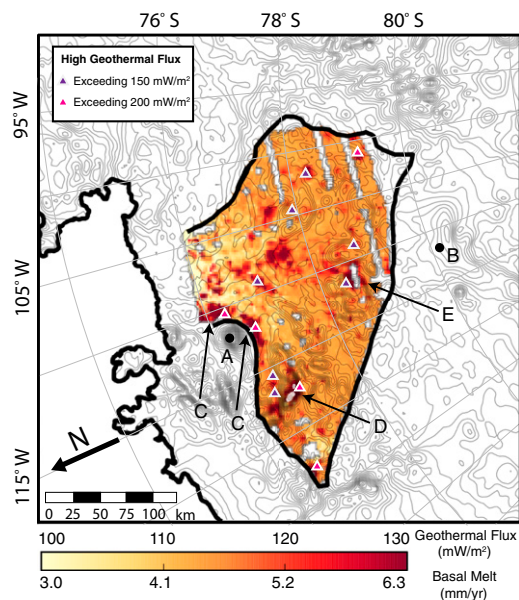 76° S
78° S
80° S
High Geothermal Flux
Exceeding 150 mW/m²
Exceeding 200 mW/m²
95° W
105° W
115° W
B
E
A
C
C
D
N
0 25 50 75 100
km
100 110 120 130
Geothermal Flux
(mW/m²)
3.0 4.1 5.2 6.3
Basal Melt
(mm/yr)